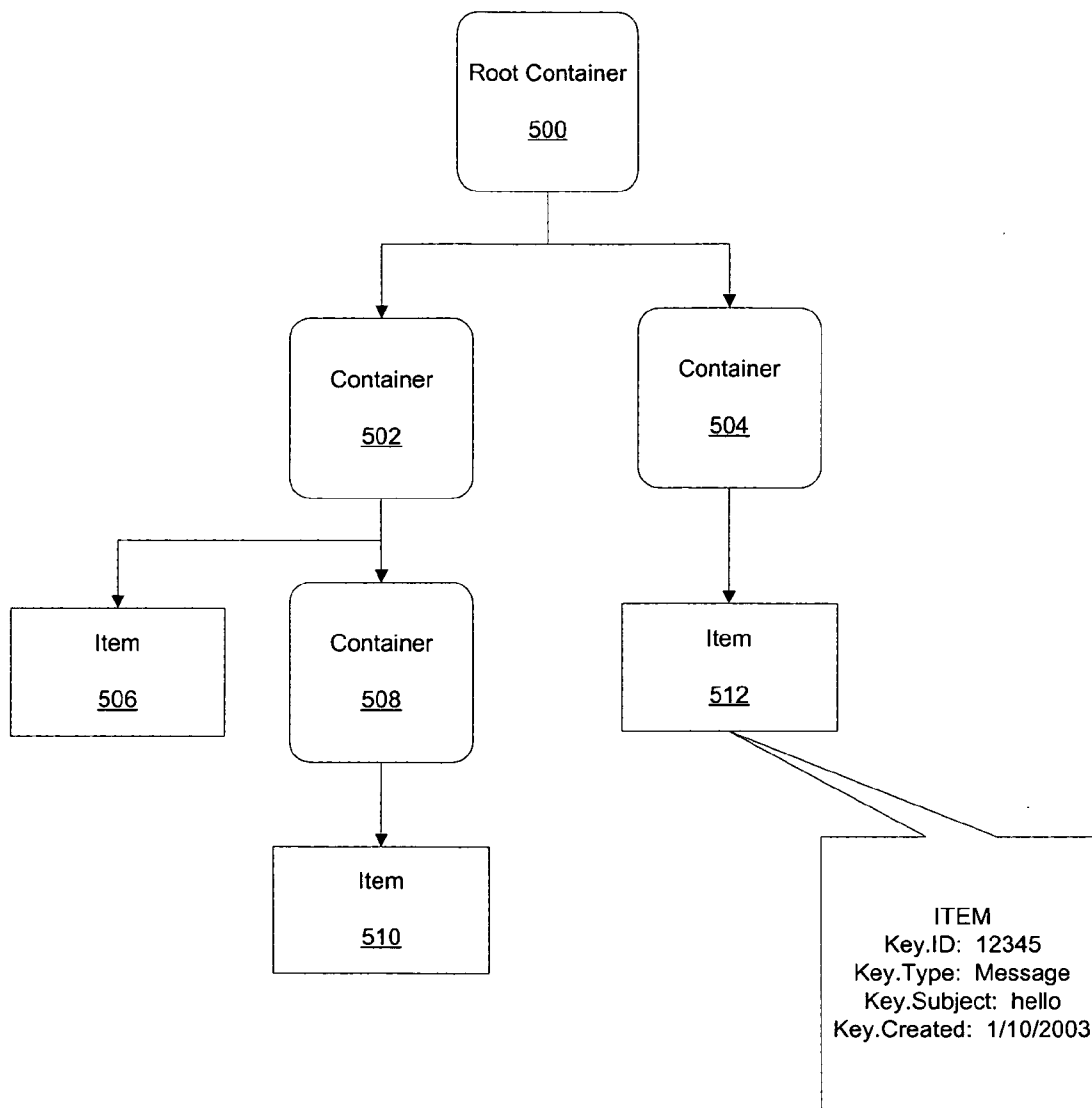 Root Container
500
Container
502
Container
504
Item
506
Container
508
Item
512
Item
510
ITEM
Key.ID: 12345
Key.Type: Message
Key.Subject: hello
Key.Created: 1/10/2003